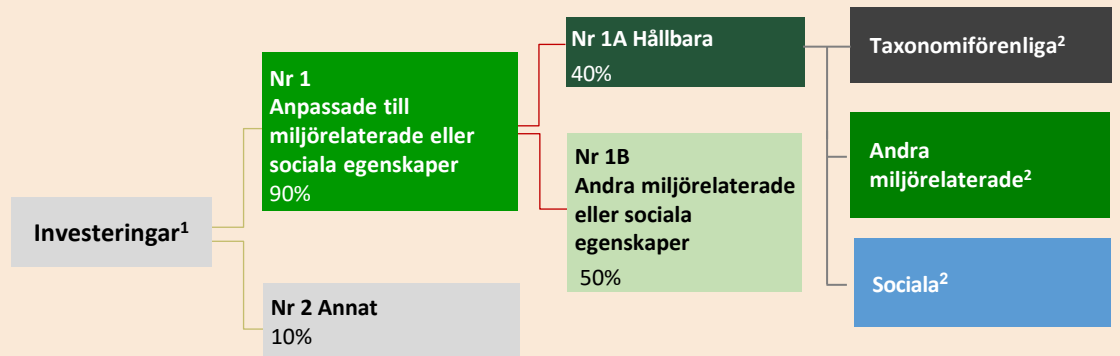 Investeringar¹
Nr 1
Anpassade till
miljörelaterade eller
sociala egenskaper
90%
Nr 2 Annat
10%
Nr 1A Hållbara
40%
Nr 1B
Andra miljörelaterade
eller sociala
egenskaper
50%
Taxonomiförenliga²
Andra
miljörelaterade²
Sociala²